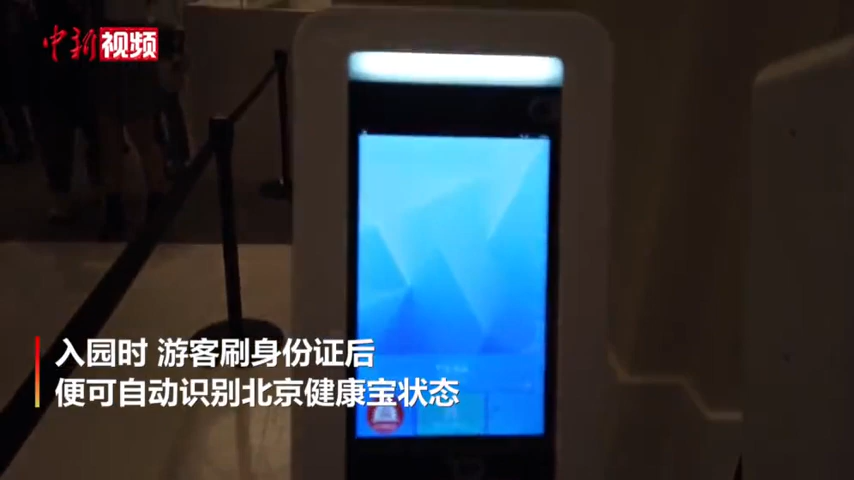 中新视频
入园时 游客刷身份证后
便可自动识别北京健康宝状态